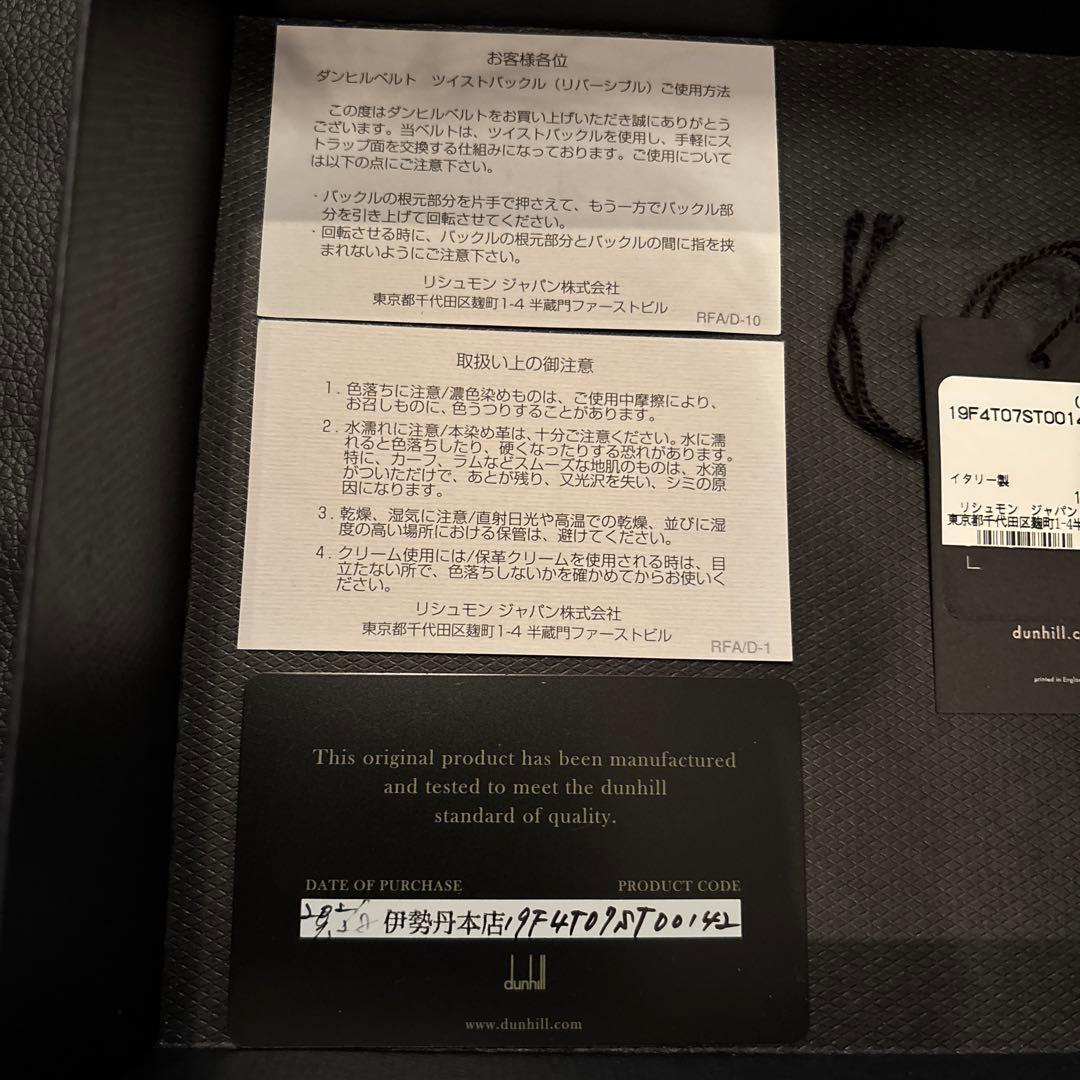 お客様各位
ダンヒルベルト ツイストバックル（リバーシブル）ご使用方法
この度はダンヒルベルトをお買い上げいただき誠にありがとう
ございます。当ベルトは、ツイストバックルを使用し、手軽にス
トラップ面を交換する仕組みになっております。ご使用について
は以下の点にご注意下さい。
・バックルの根元部分を片手で押さえて、もう一方でバックル部
分を引き上げて回転させてください。
・回転させる時に、バックルの根元部分とバックルの間に指を挟
まれないようにご注意下さい。
リシュモン ジャパン株式会社
東京都千代田区麹町1-4 半蔵門ファーストビル
RFA/D-10
取扱い上の御注意
1. 色落ちに注意/濃色染めものは、ご使用中摩擦により、
お召しものに、色うつりすることがあります。
2. 水濡れに注意/本染め革は、十分ご注意ください。水に濡
れると色落ちしたり、硬くなったりする恐れがあります。
特に、カーフ、ラムなどスムーズな地肌のものは、水滴
がついただけで、あとが残り、又光沢を失い、シミの原
因になります。
3. 乾燥、湿気に注意/直射日光や高温での乾燥、並びに湿
度の高い場所における保管は、避けてください。
4. クリーム使用には/保革クリームを使用される時は、目
立たない所で、色落ちしないかを確かめてからお使いく
ださい。
リシュモン ジャパン株式会社
東京都千代田区麹町1-4 半蔵門ファーストビル
RFA/D-1
This original product has been manufactured
and tested to meet the dunhill
standard of quality.
DATE OF PURCHASE PRODUCT CODE
伊勢丹本店 19F4T07ST00142
dunhill
www.dunhill.com
19F4T07ST0014
イタリー製
リシュモン ジャパン
東京都千代田区麹町1-4
dunhill.c
printed in Englan